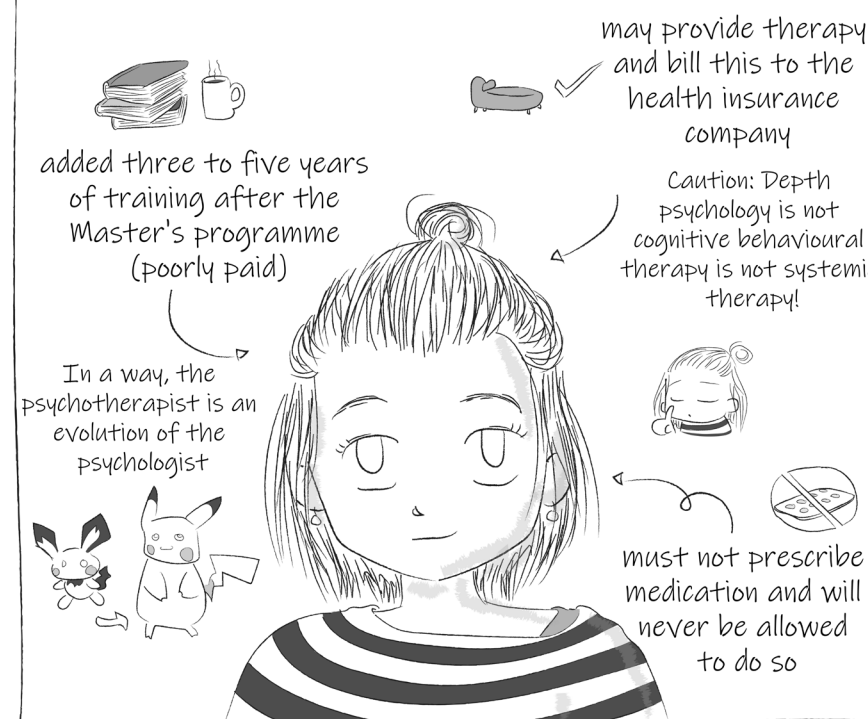 added three to five years
of training after the
Master's programme
(poorly paid)
In a way, the
psychotherapist is an
evolution of the
psychologist
may provide therapy
and bill this to the
health insurance
company
Caution: Depth
psychology is not
cognitive behavioural
therapy is not systemi
therapy!
must not prescribe
medication and will
never be allowed
to do so